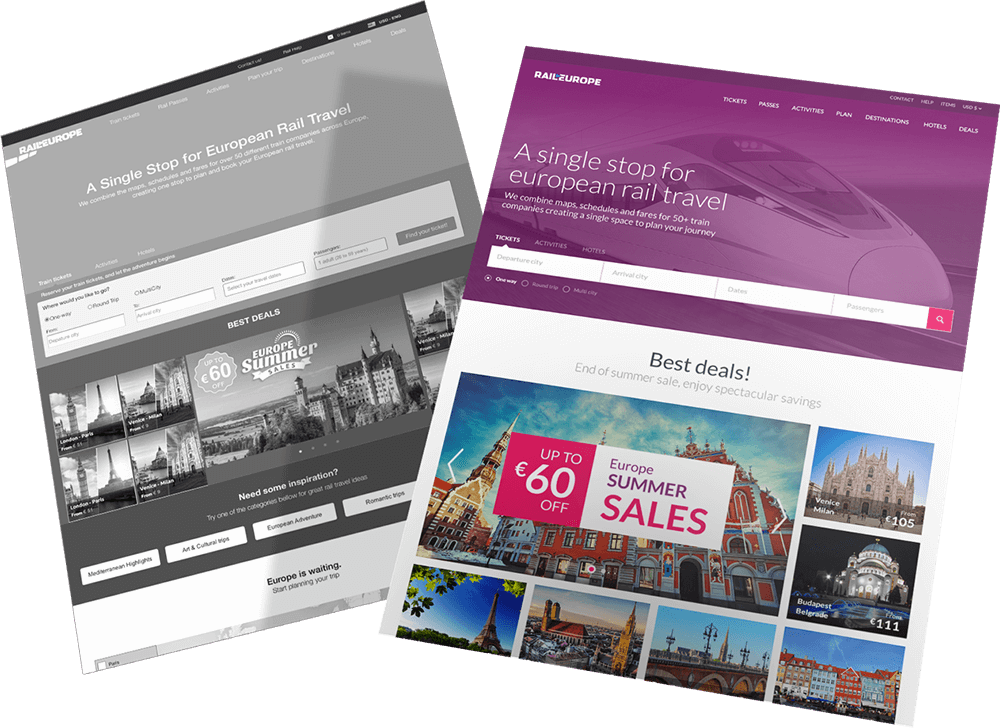 USD - ENG
0 items
Rail Help
Contact us!
Deals
Hotels
Destinations
Plan your trip
Activities
Rail Passes
Train tickets
RAILEUROPE
A Single Stop for European Rail Travel
We combine the maps, schedules and fares for over 50 different train companies across Europe,
creating one stop to plan and book your European rail travel.
Train tickets
Activities
Hotels
Reserve your train tickets, and let the adventure begins
Where would you like to go?
One-way
Round Trip
MultiCity
From:
Departure city
To:
Arrival city
Dates:
Select your travel dates
Passengers:
1 adult (26 to 59 years)
Find your ticket!
BEST DEALS
UP TO
€60
OFF
EUROPE
Summer
SALES
London - Paris
From € 51
Venice - Milan
From € 51
London - Paris
From € 51
Venice - Milan
From € 51
Venice - Milan
Need some inspiration?
Try one of the categories bellow for great rail travel ideas
Mediterranean Highlights
Art & Cultural trips
European Adventure
Romantic trips
Europe is waiting.
Start planning your trip
Paris
RAILEUROPE
CONTACT
HELP
ITEMS
USD $
TICKETS
PASSES
ACTIVITIES
PLAN
DESTINATIONS
HOTELS
DEALS
A single stop for
european rail travel
We combine maps, schedules and fares for 50+ train
companies creating a single space to plan your journey
TICKETS
ACTIVITIES
HOTELS
Departure city
Arrival city
Dates
Passengers
One way
Round trip
Multi city
Best deals!
End of summer sale, enjoy spectacular savings
UP TO
€60
OFF
Europe
SUMMER
SALES
Venice
Milan
From
€105
Budapest
Belgrade
From
€111